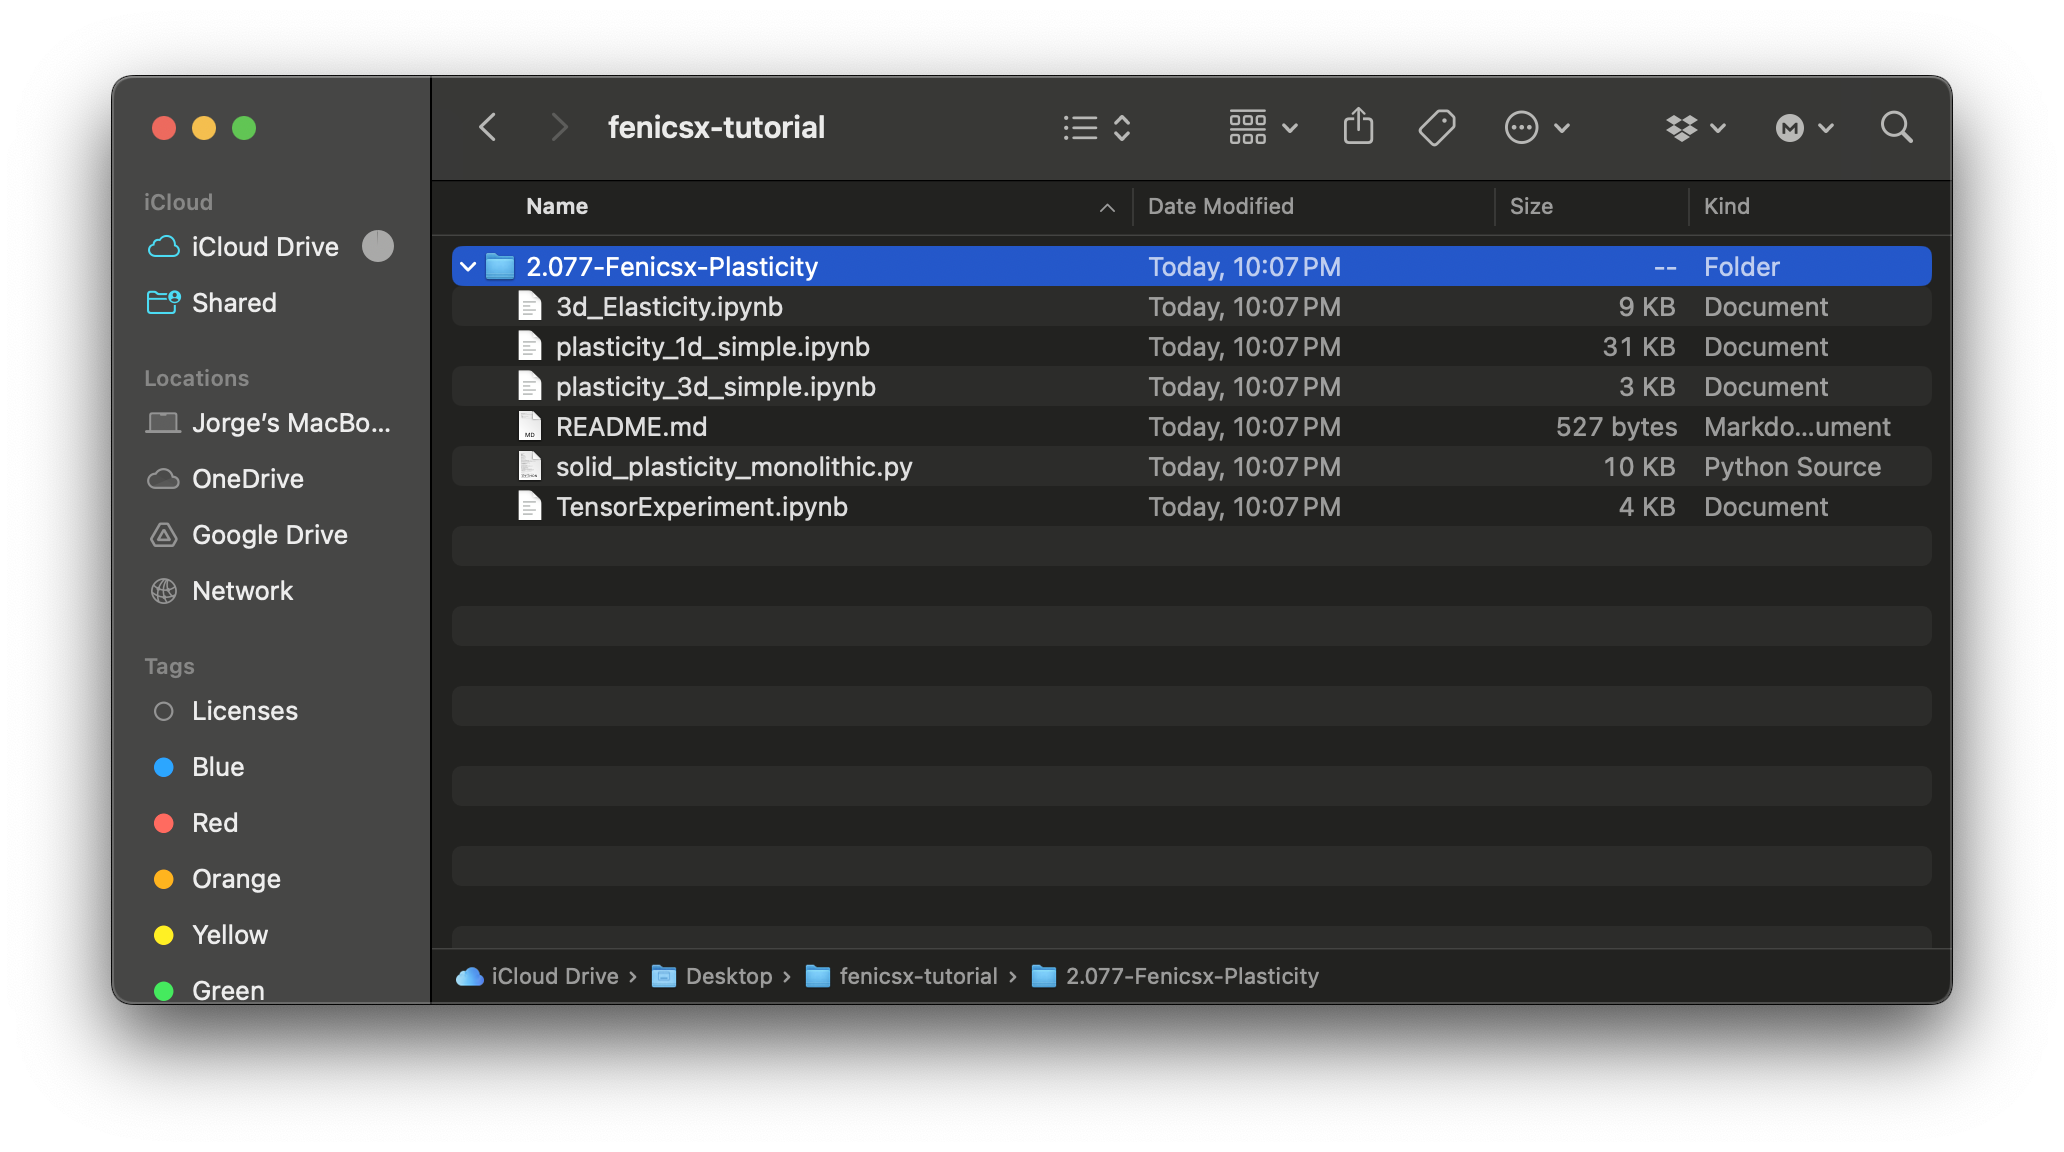 fenicsx-tutorial
iCloud
iCloud Drive
Shared
Locations
Jorge’s MacBo...
OneDrive
Google Drive
Network
Tags
Licenses
Blue
Red
Orange
Yellow
Green
Name Date Modified Size Kind
2.077-Fenicsx-Plasticity Today, 10:07 PM -- Folder
3d_Elasticity.ipynb Today, 10:07 PM 9 KB Document
plasticity_1d_simple.ipynb Today, 10:07 PM 31 KB Document
plasticity_3d_simple.ipynb Today, 10:07 PM 3 KB Document
README.md Today, 10:07 PM 527 bytes Markdo...ument
solid_plasticity_monolithic.py Today, 10:07 PM 10 KB Python Source
TensorExperiment.ipynb Today, 10:07 PM 4 KB Document
iCloud Drive › Desktop › fenicsx-tutorial › 2.077-Fenicsx-Plasticity